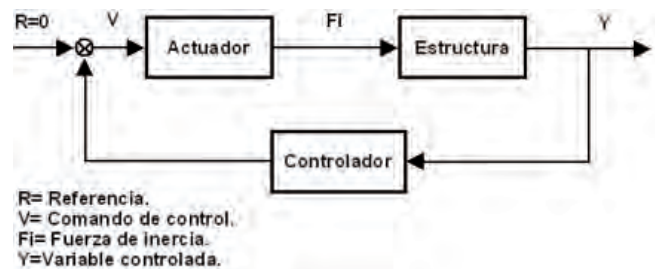 R=0
V
Actuador
Fi
Estructura
Y
Controlador
R= Referencia.
V= Comando de control.
Fi= Fuerza de inercia.
Y=Variable controlada.